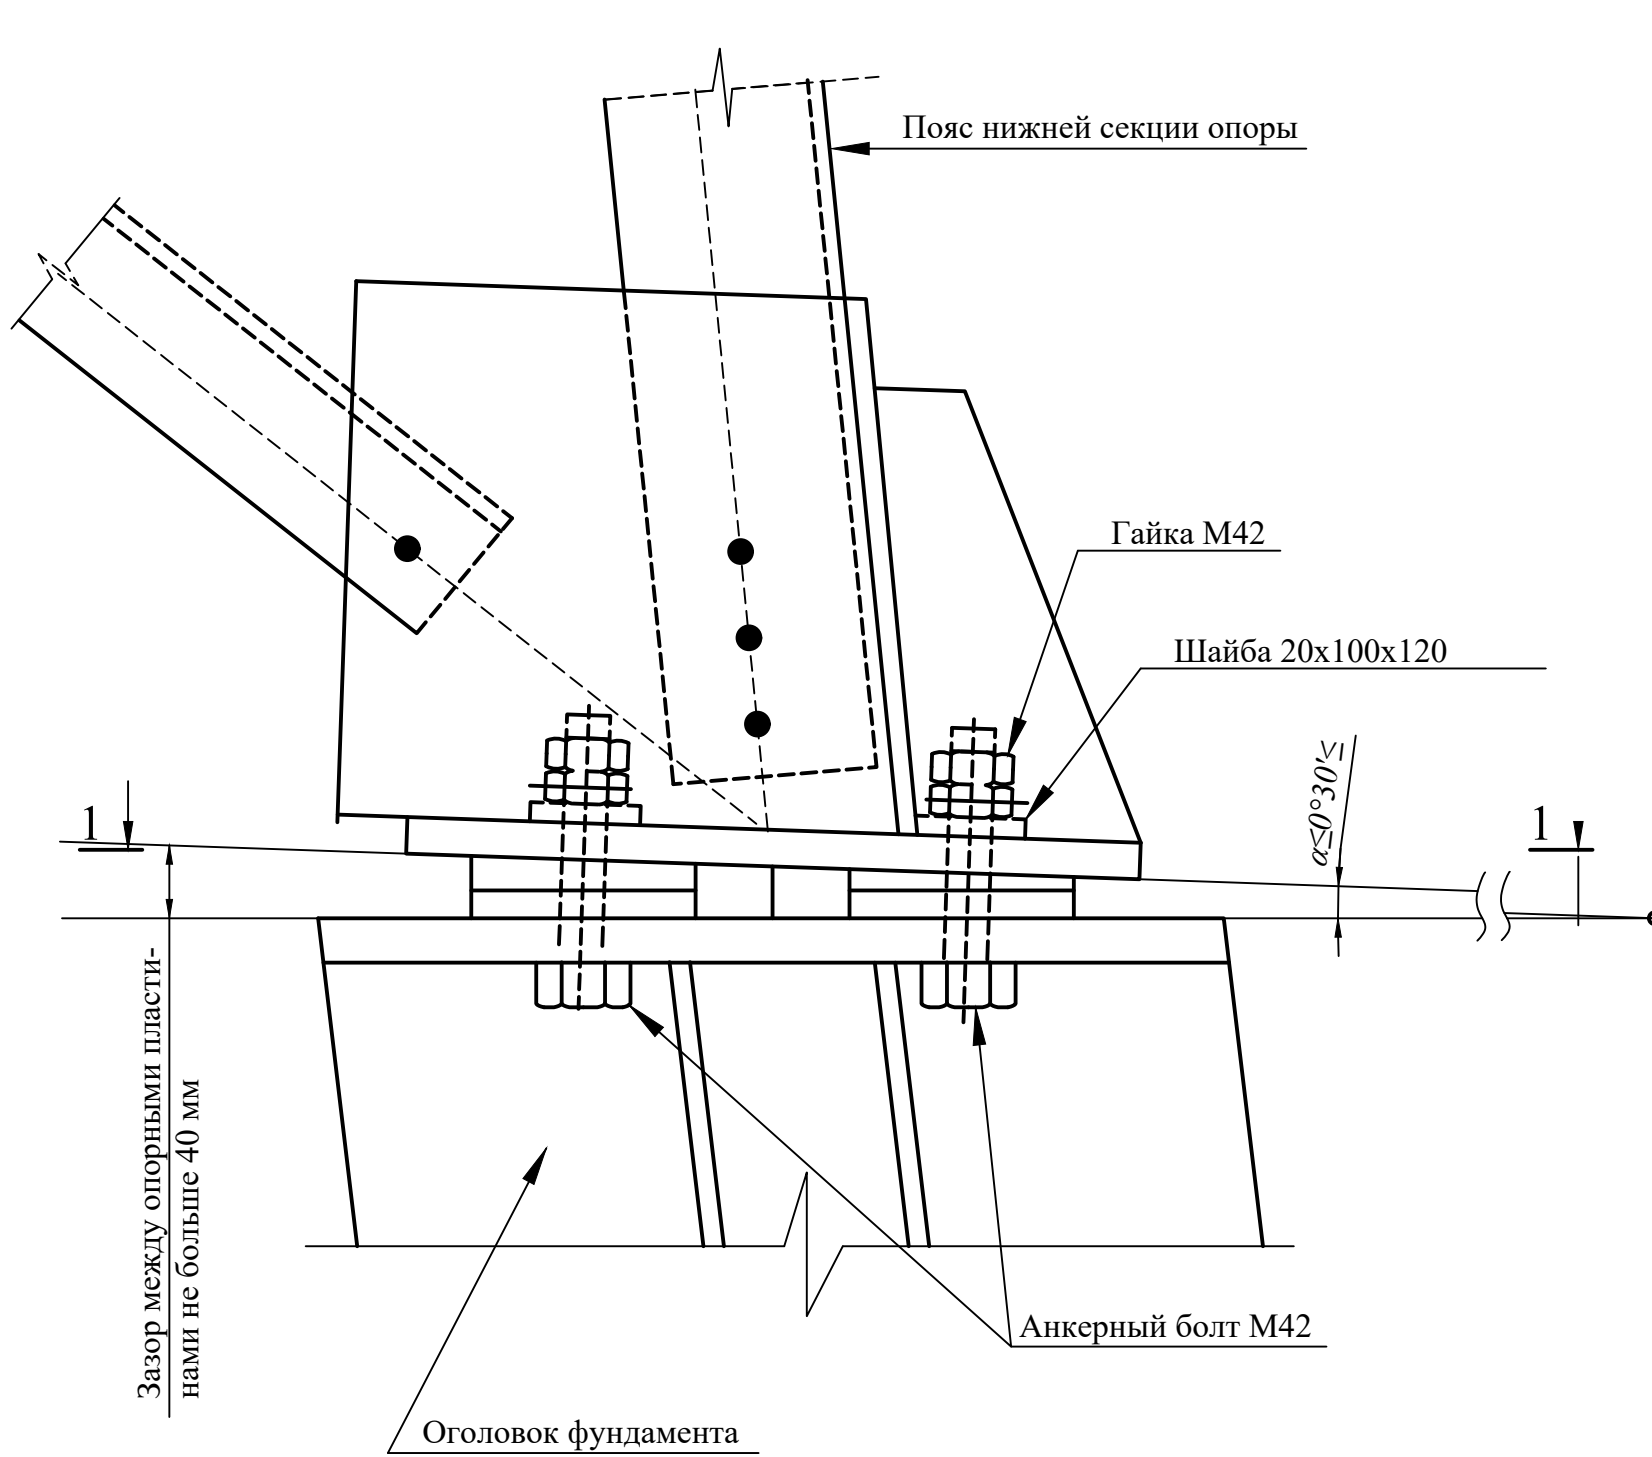 Пояс нижней секции опоры
Гайка М42
Шайба 20х100х120
1
α≤0°30'≤
1
Зазор между опорными пласти-
нами не больше 40 мм
Анкерный болт М42
Оголовок фундамента